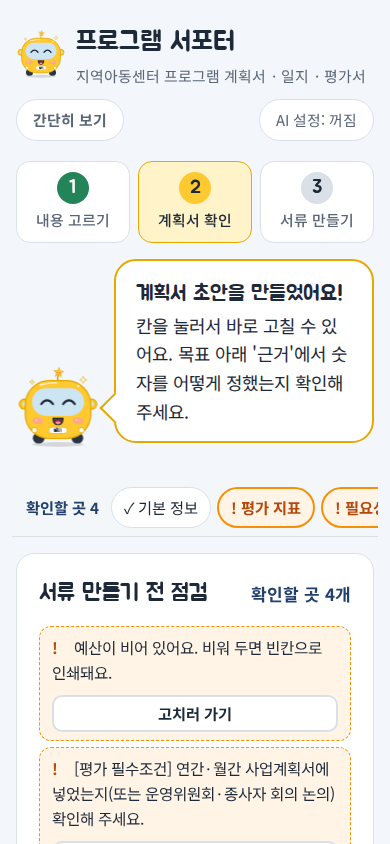 프로그램 서포터
지역아동센터 프로그램 계획서 · 일지 · 평가서
간단히 보기
AI 설정: 꺼짐
1
내용 고르기
2
계획서 확인
3
서류 만들기
계획서 초안을 만들었어요!
칸을 눌러서 바로 고칠 수 있
어요. 목표 아래 '근거'에서 숫
자를 어떻게 정했는지 확인해
주세요.
확인할 곳 4
✓ 기본 정보
! 평가 지표
! 필요
서류 만들기 전 점검
확인할 곳 4개
! 예산이 비어 있어요. 비워 두면 빈칸으로
인쇄돼요.
고치러 가기
! [평가 필수조건] 연간·월간 사업계획서에
넣었는지(또는 운영위원회·종사자 회의 논의)
확인해 주세요.